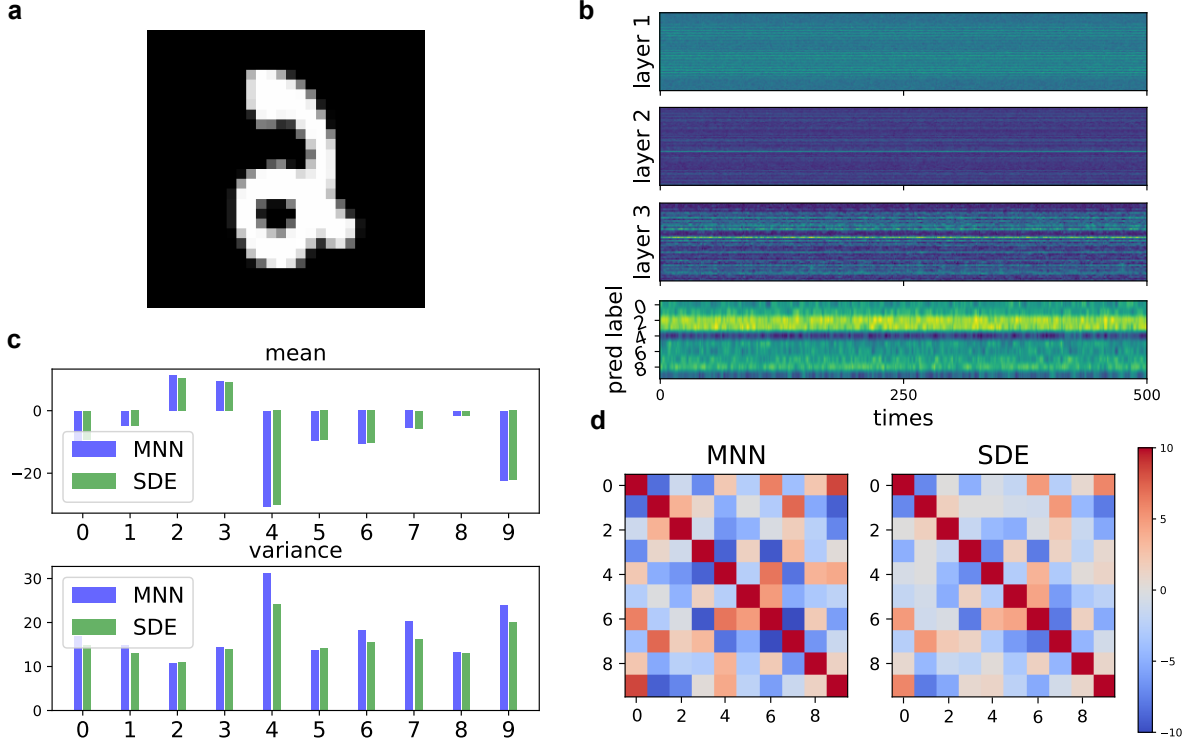 a
b
layer 1
layer 2
layer 3
pred label
0
2
4
6
8
0 250 500
times
c
mean
0
−20
MNN
SDE
0 1 2 3 4 5 6 7 8 9
variance
30
20
10
0
MNN
SDE
0 1 2 3 4 5 6 7 8 9
d
MNN
0
2
4
6
8
0 2 4 6 8
SDE
0
2
4
6
8
0 2 4 6 8
10
5
0
−5
−10